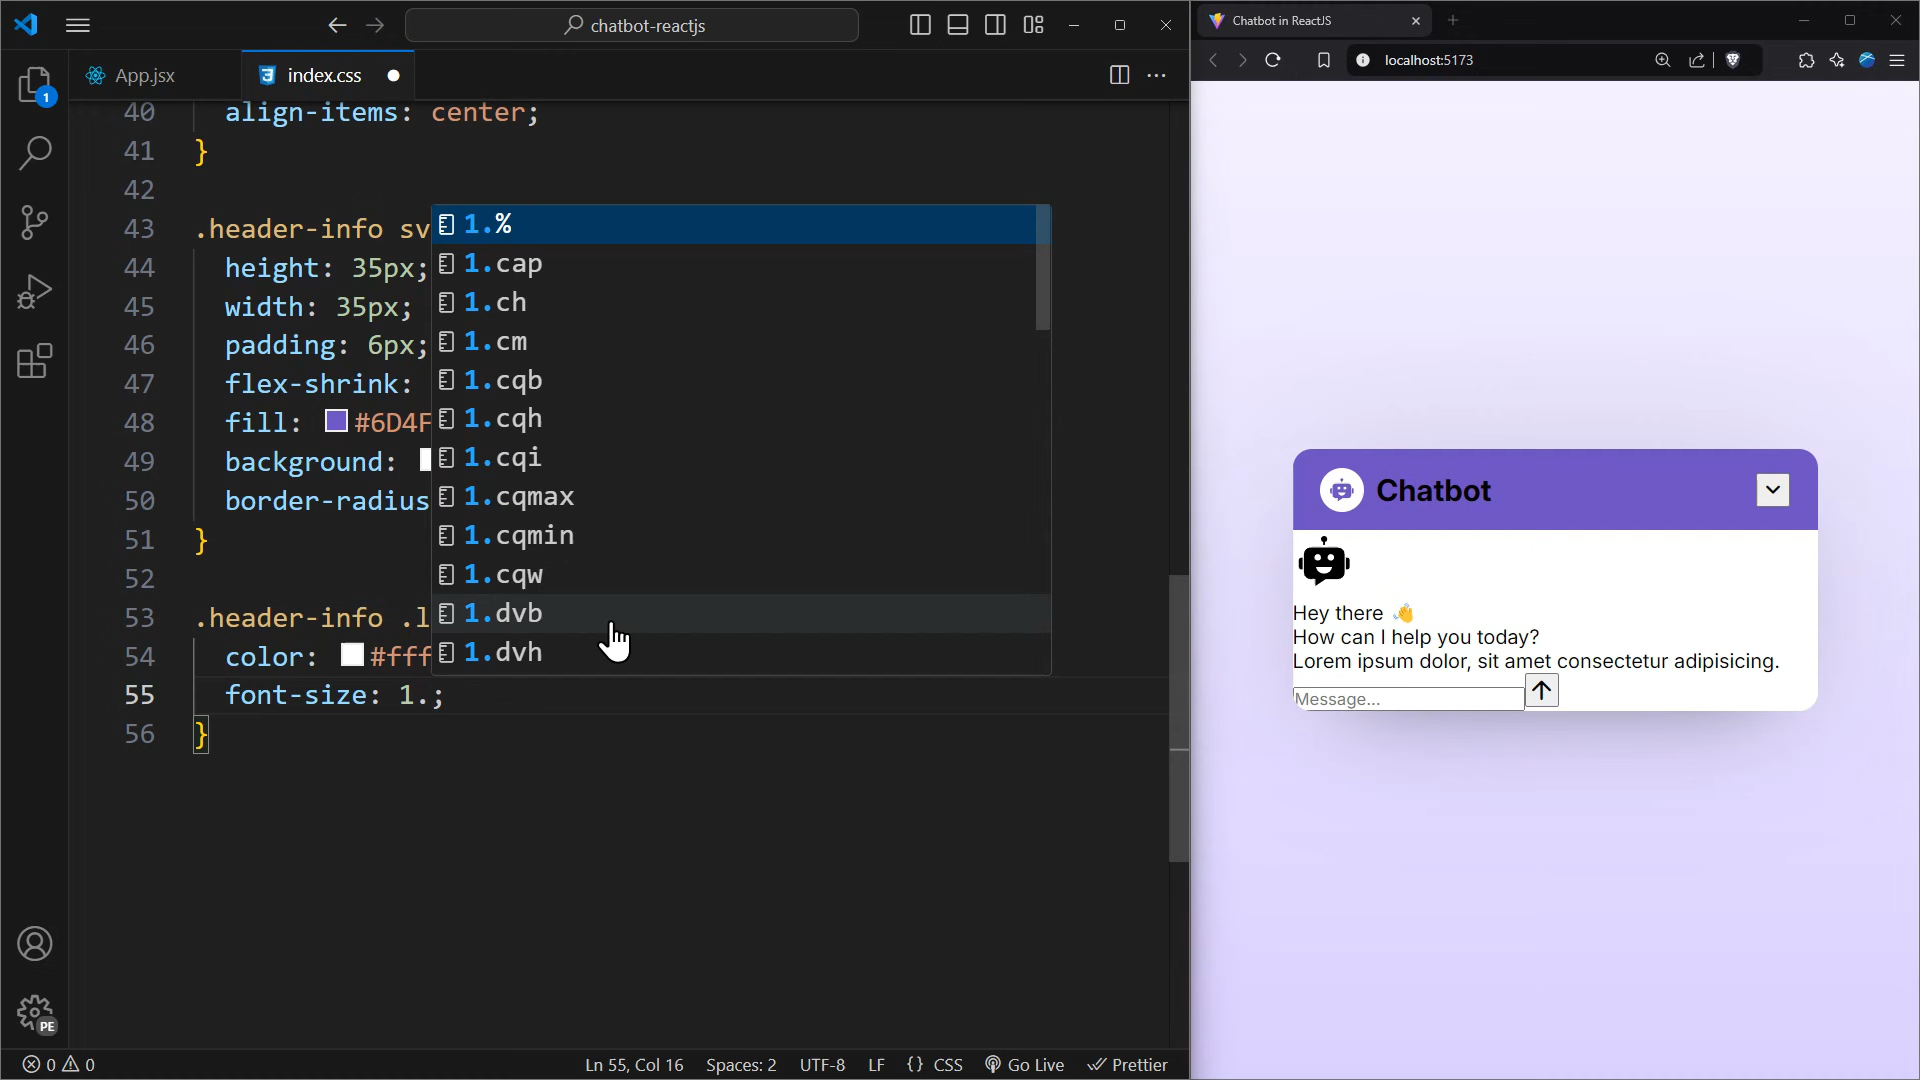 chatbot-reactjs
App.jsx
index.css
1
40 align-items: center;
41 }
42
43 .header-info sv
44 height: 35px;
45 width: 35px;
46 padding: 6px;
47 flex-shrink:
48 fill: #6D4F
49 background:
50 border-radius
51 }
52
53 .header-info .l
54 color: #fff
55 font-size: 1.;
56 }
1.%
1.cap
1.ch
1.cm
1.cqb
1.cqh
1.cqi
1.cqmax
1.cqmin
1.cqw
1.dvb
1.dvh
PE
0 0
Ln 55, Col 16
Spaces: 2
UTF-8
LF
{} CSS
Go Live
Prettier
Chatbot in ReactJS
localhost:5173
Chatbot
Hey there 👋
How can I help you today?
Lorem ipsum dolor, sit amet consectetur adipisicing.
Message...